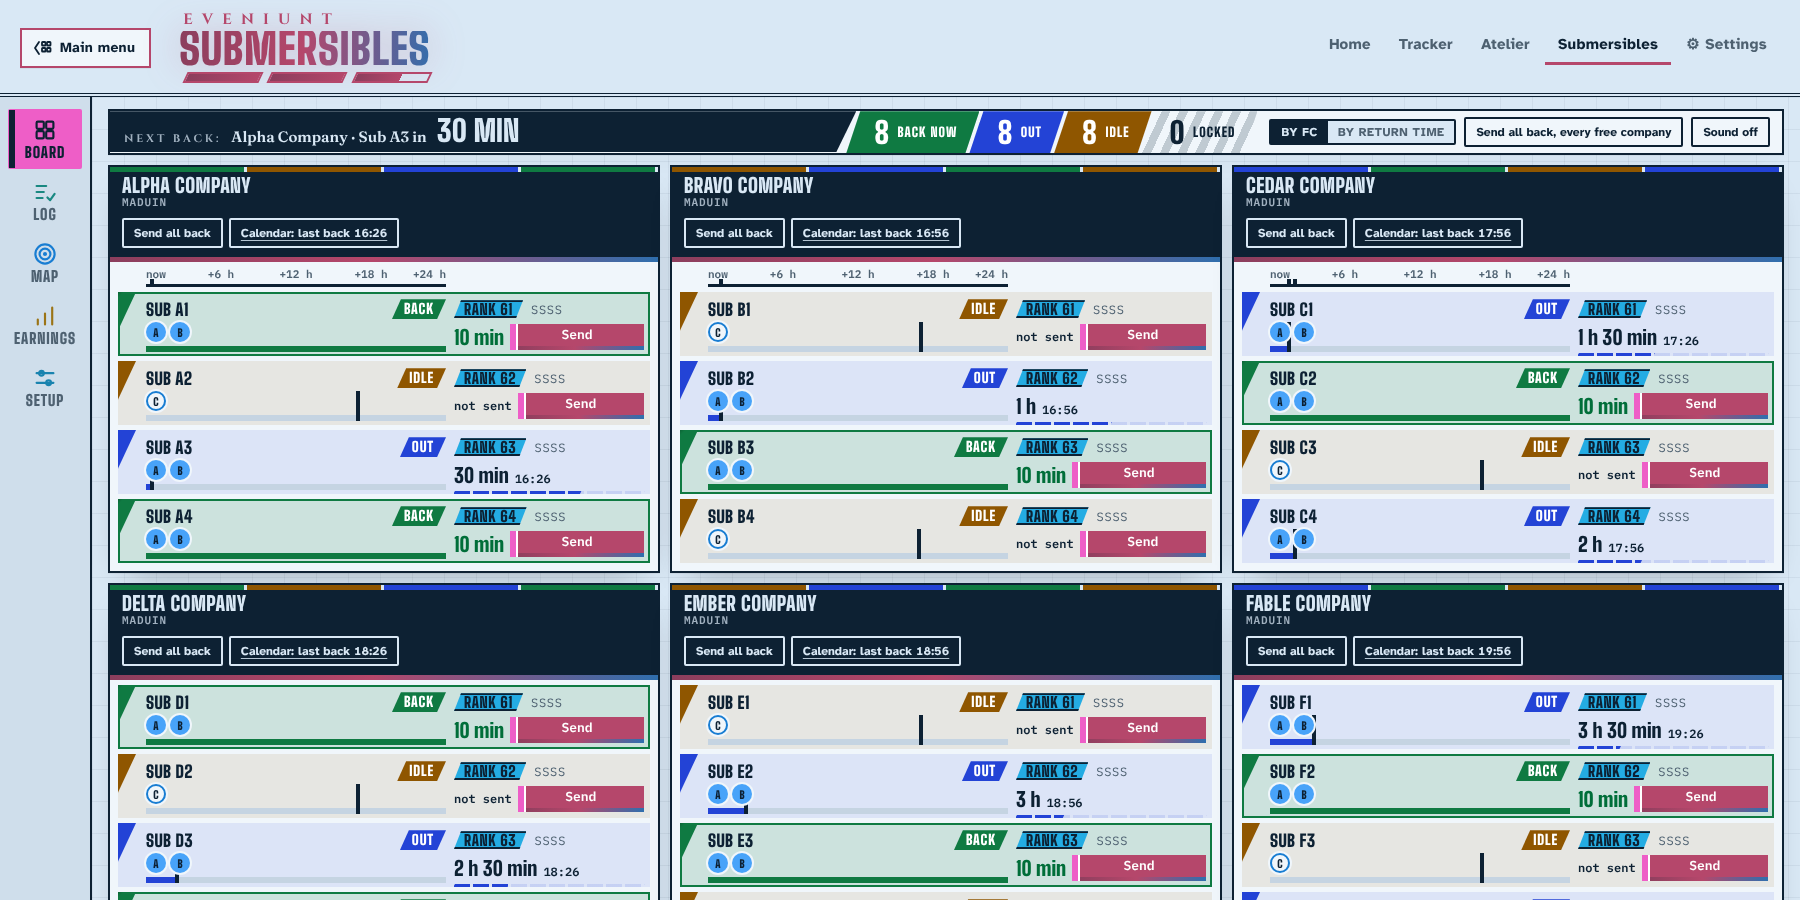 Main menu
EVENIUNT
SUBMERSIBLES
Home
Tracker
Atelier
Submersibles
⚙ Settings
BOARD
LOG
MAP
EARNINGS
SETUP
NEXT BACK: Alpha Company · Sub A3 in 30 MIN
8 BACK NOW
8 OUT
8 IDLE
0 LOCKED
BY FC
BY RETURN TIME
Send all back, every free company
Sound off
ALPHA COMPANY
MADUIN
Send all back
Calendar: last back 16:26
now +6 h +12 h +18 h +24 h
SUB A1 BACK RANK 61 SSSS
A B 10 min Send
SUB A2 IDLE RANK 62 SSSS
C not sent Send
SUB A3 OUT RANK 63 SSSS
A B 30 min 16:26
SUB A4 BACK RANK 64 SSSS
A B 10 min Send
BRAVO COMPANY
MADUIN
Send all back
Calendar: last back 16:56
now +6 h +12 h +18 h +24 h
SUB B1 IDLE RANK 61 SSSS
C not sent Send
SUB B2 OUT RANK 62 SSSS
A B 1 h 16:56
SUB B3 BACK RANK 63 SSSS
A B 10 min Send
SUB B4 IDLE RANK 64 SSSS
C not sent Send
CEDAR COMPANY
MADUIN
Send all back
Calendar: last back 17:56
now +6 h +12 h +18 h +24 h
SUB C1 OUT RANK 61 SSSS
A B 1 h 30 min 17:26
SUB C2 BACK RANK 62 SSSS
A B 10 min Send
SUB C3 IDLE RANK 63 SSSS
C not sent Send
SUB C4 OUT RANK 64 SSSS
A B 2 h 17:56
DELTA COMPANY
MADUIN
Send all back
Calendar: last back 18:26
SUB D1 BACK RANK 61 SSSS
A B 10 min Send
SUB D2 IDLE RANK 62 SSSS
C not sent Send
SUB D3 OUT RANK 63 SSSS
A B 2 h 30 min 18:26
EMBER COMPANY
MADUIN
Send all back
Calendar: last back 18:56
SUB E1 IDLE RANK 61 SSSS
C not sent Send
SUB E2 OUT RANK 62 SSSS
A B 3 h 18:56
SUB E3 BACK RANK 63 SSSS
A B 10 min Send
FABLE COMPANY
MADUIN
Send all back
Calendar: last back 19:56
SUB F1 OUT RANK 61 SSSS
A B 3 h 30 min 19:26
SUB F2 BACK RANK 62 SSSS
A B 10 min Send
SUB F3 IDLE RANK 63 SSSS
C not sent Send